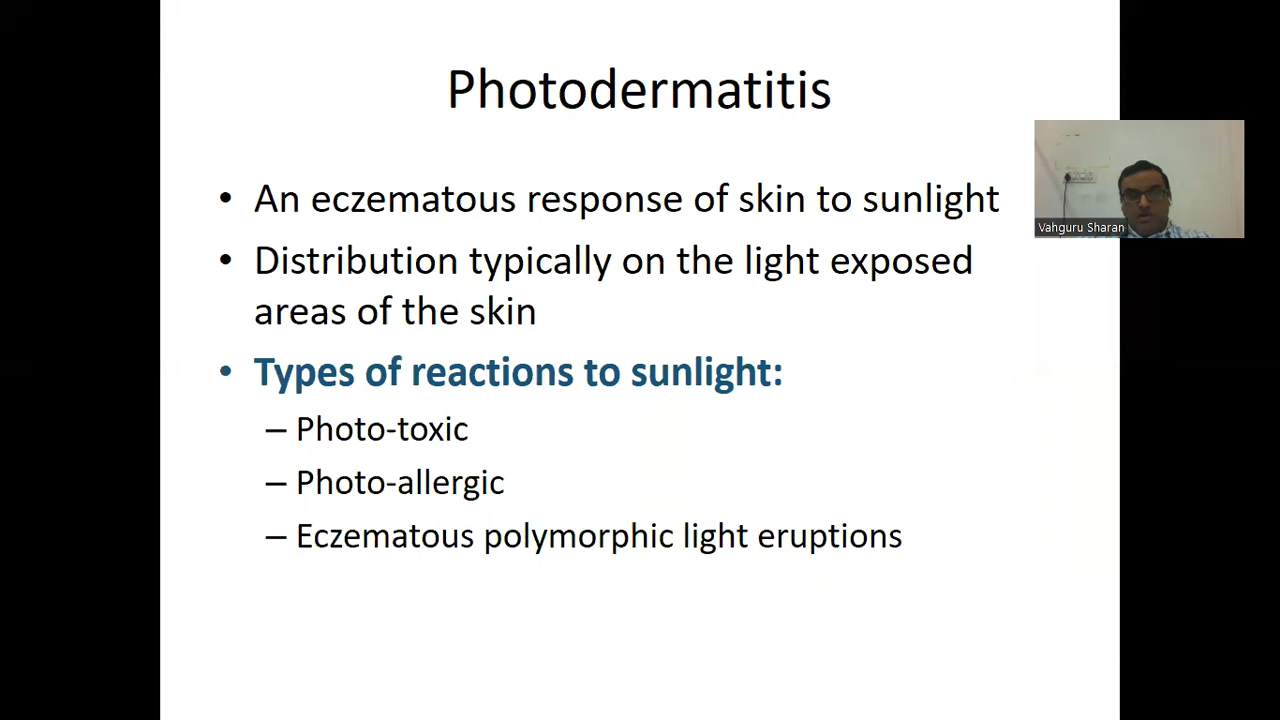 Photodermatitis
• An eczematous response of skin to sunlight
• Distribution typically on the light exposed
areas of the skin
• Types of reactions to sunlight:
– Photo-toxic
– Photo-allergic
– Eczematous polymorphic light eruptions
Vahguru Sharan